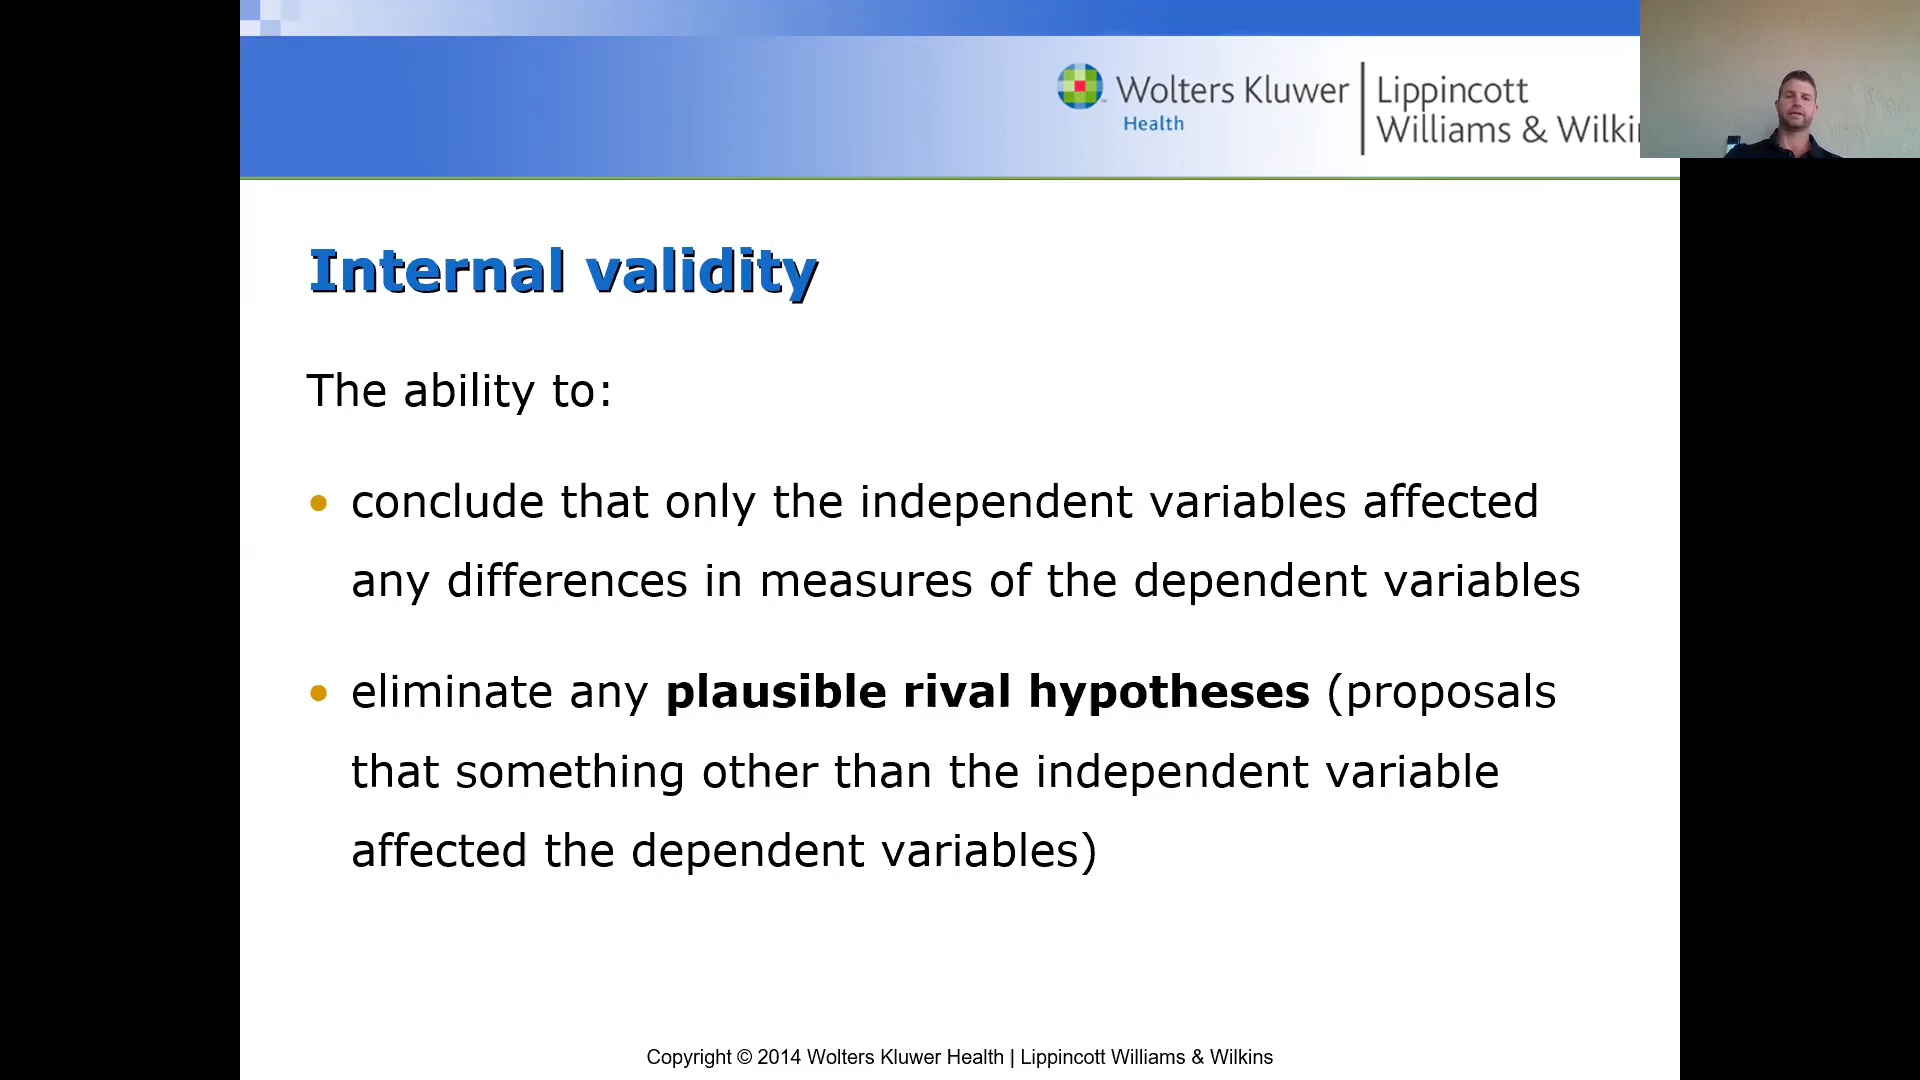 Wolters Kluwer
Health
Lippincott
Williams &
Internal validity
The ability to:
• conclude that only the independent variables affected
any differences in measures of the dependent variables
• eliminate any plausible rival hypotheses (proposals
that something other than the independent variable
affected the dependent variables)
Copyright © 2014 Wolters Kluwer Health | Lippincott Williams & Wilkins